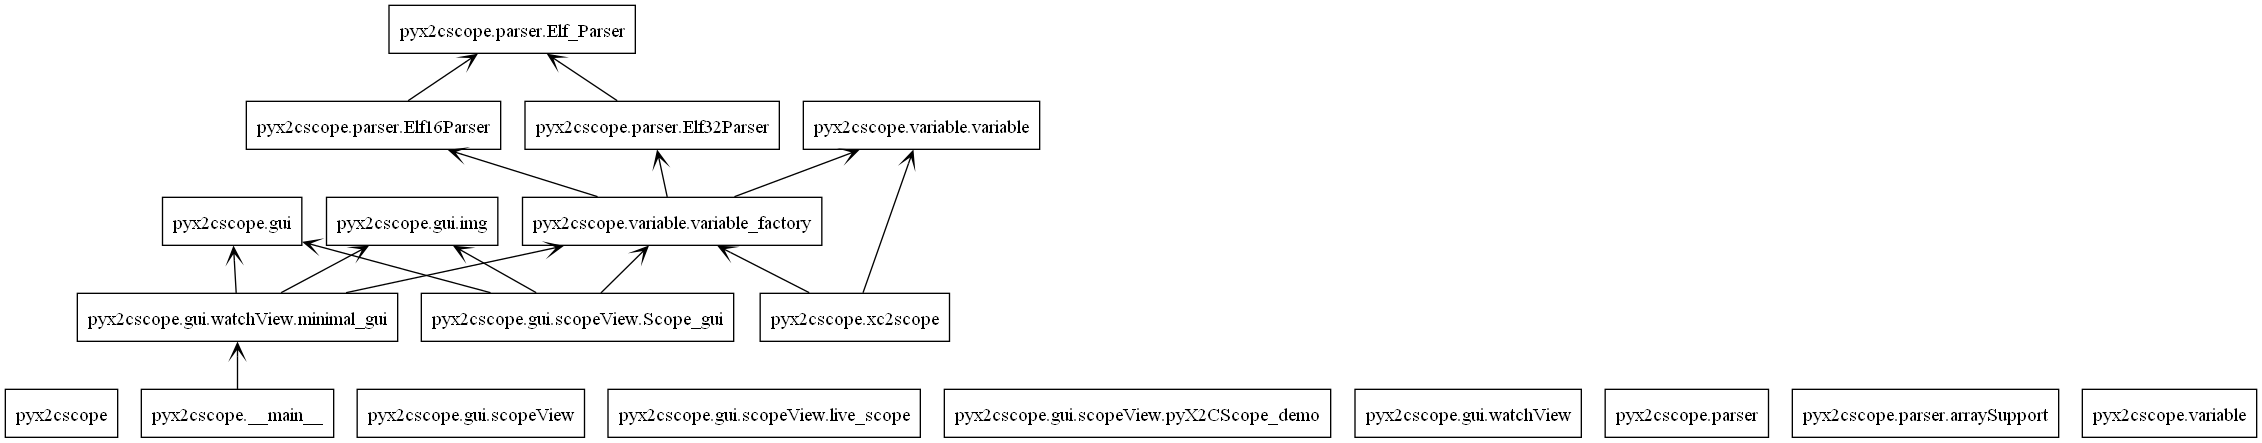 pyx2cscope.parser.Elf_Parser
pyx2cscope.parser.Elf16Parser
pyx2cscope.parser.Elf32Parser
pyx2cscope.variable.variable
pyx2cscope.gui
pyx2cscope.gui.img
pyx2cscope.variable.variable_factory
pyx2cscope.gui.watchView.minimal_gui
pyx2cscope.gui.scopeView.Scope_gui
pyx2cscope.xc2scope
pyx2cscope
pyx2cscope.__main__
pyx2cscope.gui.scopeView
pyx2cscope.gui.scopeView.live_scope
pyx2cscope.gui.scopeView.pyX2CScope_demo
pyx2cscope.gui.watchView
pyx2cscope.parser
pyx2cscope.parser.arraySupport
pyx2cscope.variable